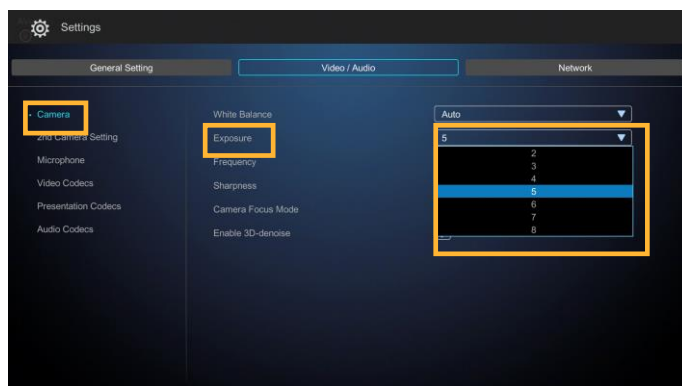 Settings
General Setting
Video / Audio
Network
Camera
White Balance
Auto
2nd Camera Setting
Exposure
5
Microphone
Frequency
2
3
4
5
6
7
8
Video Codecs
Sharpness
Presentation Codecs
Camera Focus Mode
Audio Codecs
Enable 3D-denoise